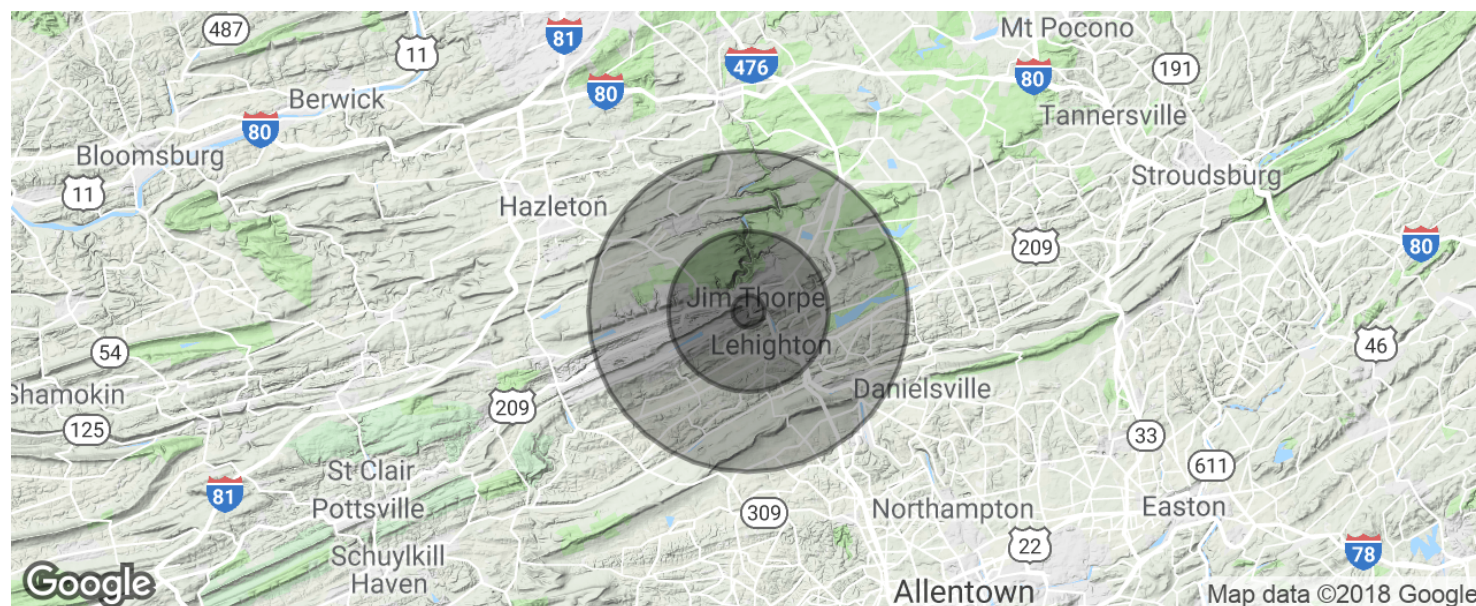 487
11
81
476
Mt Pocono
80
191
80
Berwick
80
Tannersville
Bloomsburg
11
Stroudsburg
Hazleton
209
80
Jim Thorpe
Lehighton
54
46
Shamokin
209
Danielsville
125
33
St Clair
611
81
Pottsville
309
Northampton
Easton
22
78
Schuylkill
Haven
Google
Allentown
Map data ©2018 Google